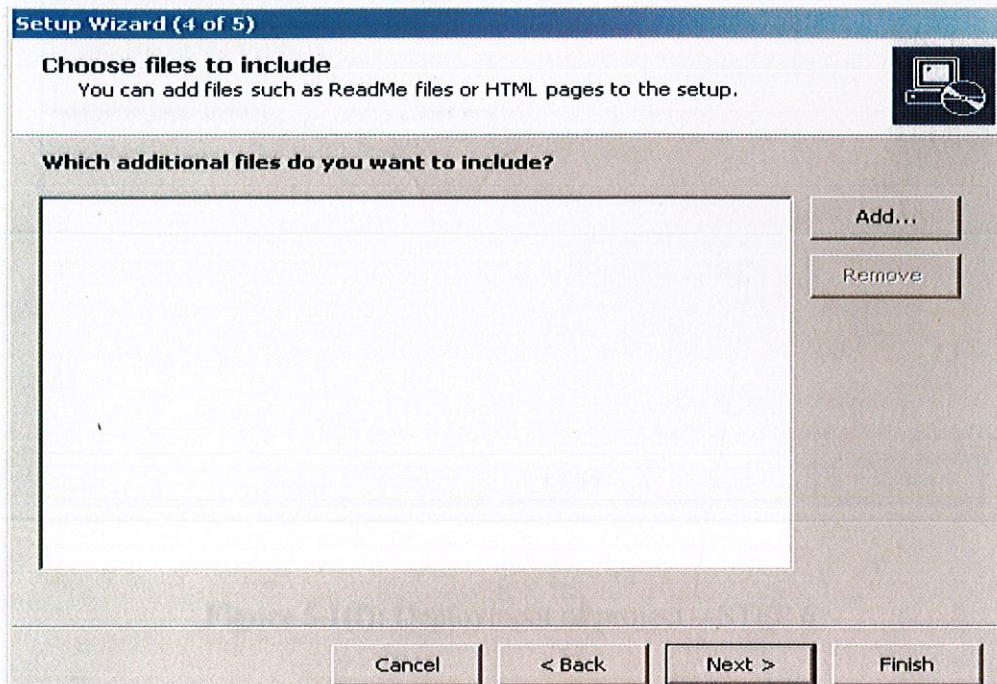 Setup Wizard (4 of 5)
Choose files to include
You can add files such as ReadMe files or HTML pages to the setup.
Which additional files do you want to include?
Add...
Remove
Cancel
< Back
Next >
Finish